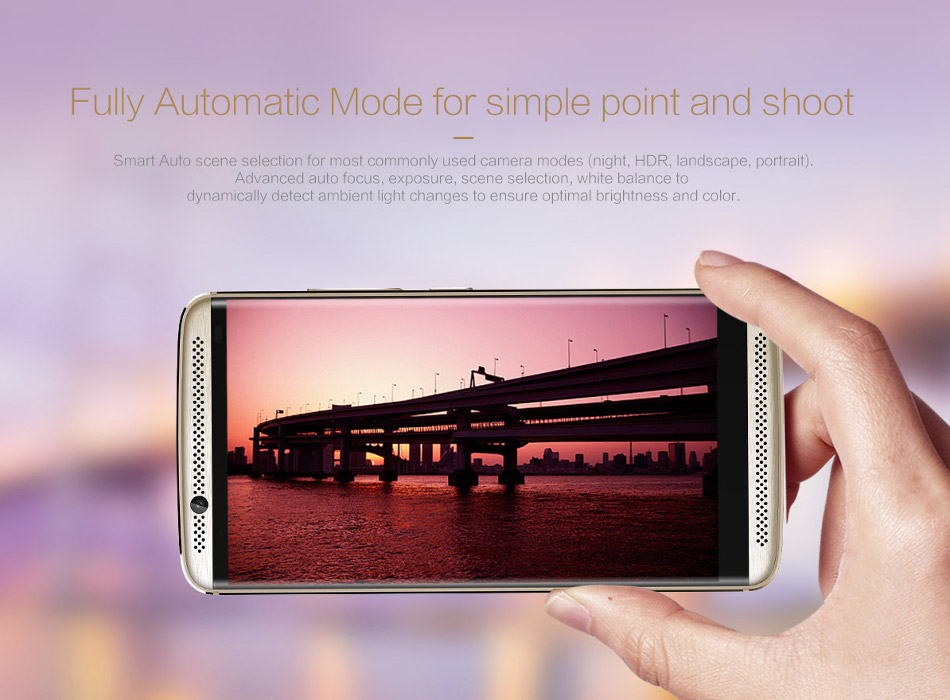 Fully Automatic Mode for simple point and shoot
Smart Auto scene selection for most commonly used camera modes (night, HDR, landscape, portrait).
Advanced auto focus, exposure, scene selection, white balance to
dynamically detect ambient light changes to ensure optimal brightness and color.